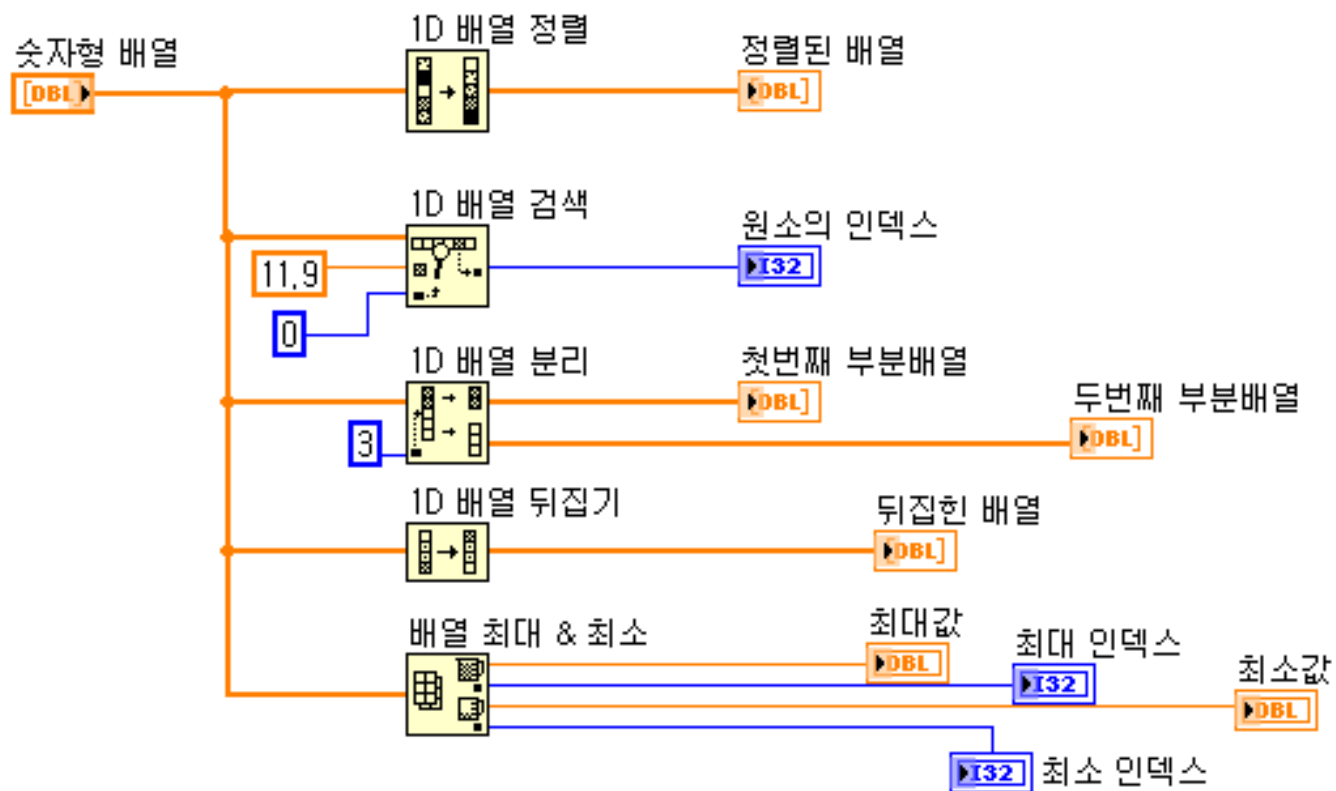 1D 배열 정렬
숫자형 배열
정렬된 배열
[DBL]
[DBL]
1D 배열 검색
원소의 인덱스
11,9
I32
0
1D 배열 분리
첫번째 부분배열
두번째 부분배열
[DBL]
3
[DBL]
1D 배열 뒤집기
뒤집힌 배열
[DBL]
배열 최대 & 최소
최대값
최대 인덱스
최소값
DBL
I32
DBL
I32
최소 인덱스